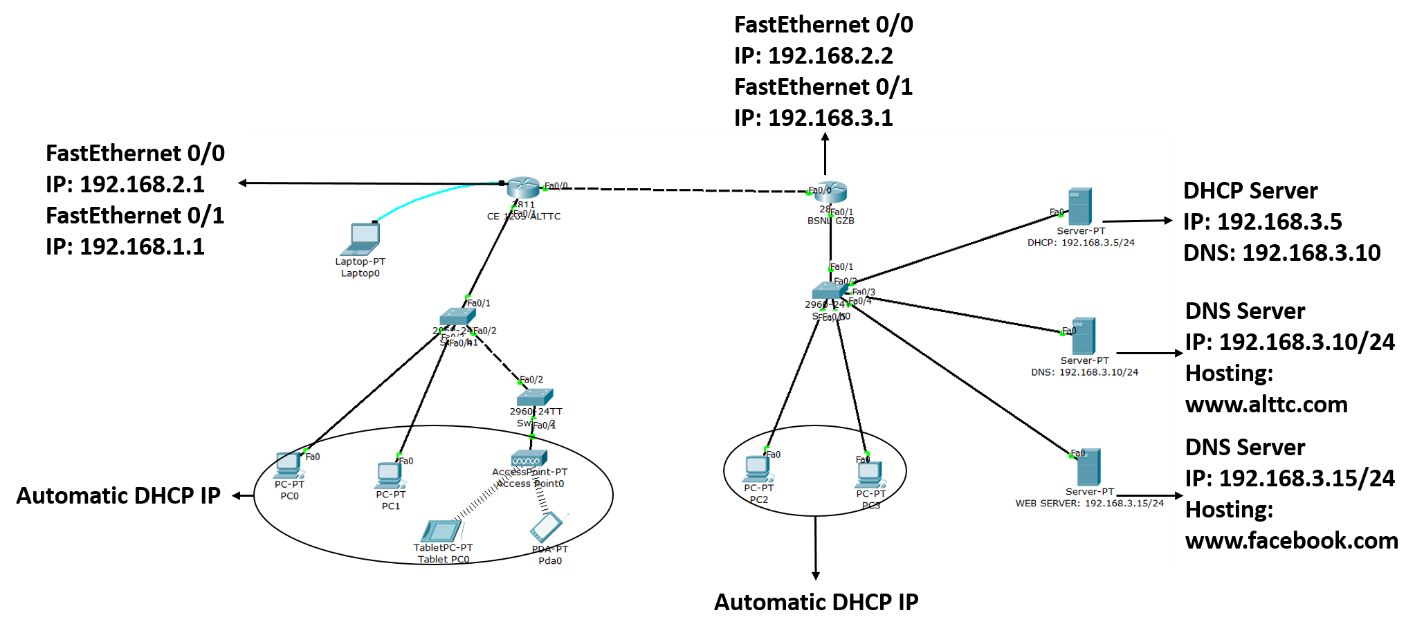 FastEthernet 0/0
IP: 192.168.2.2
FastEthernet 0/1
IP: 192.168.3.1
FastEthernet 0/0
IP: 192.168.2.1
FastEthernet 0/1
IP: 192.168.1.1
Fa0/0
CE ALTTC
Laptop-PT
Laptop0
Fa0/0
Fa0/1
BSNL GZB
Fa0
Server-PT
DHCP: 192.168.3.5/24
DHCP Server
IP: 192.168.3.5
DNS: 192.168.3.10
Fa0/1
Fa0/2
Fa0/3
Fa0/4
Fa0/1
Fa0/2
Fa0
Server-PT
DNS: 192.168.3.10/24
DNS Server
IP: 192.168.3.10/24
Hosting:
www.alttc.com
Fa0/2
2960-24TT
Fa0/1
Fa0
PC-PT
PC0
Fa0
PC-PT
PC1
AccessPoint-PT
Access Point0
TabletPC-PT
Tablet PC0
PDA-PT
Pda0
Automatic DHCP IP
Fa0
PC-PT
PC2
Fa0
PC-PT
PC3
Fa0
Server-PT
WEB SERVER: 192.168.3.15/24
DNS Server
IP: 192.168.3.15/24
Hosting:
www.facebook.com
Automatic DHCP IP